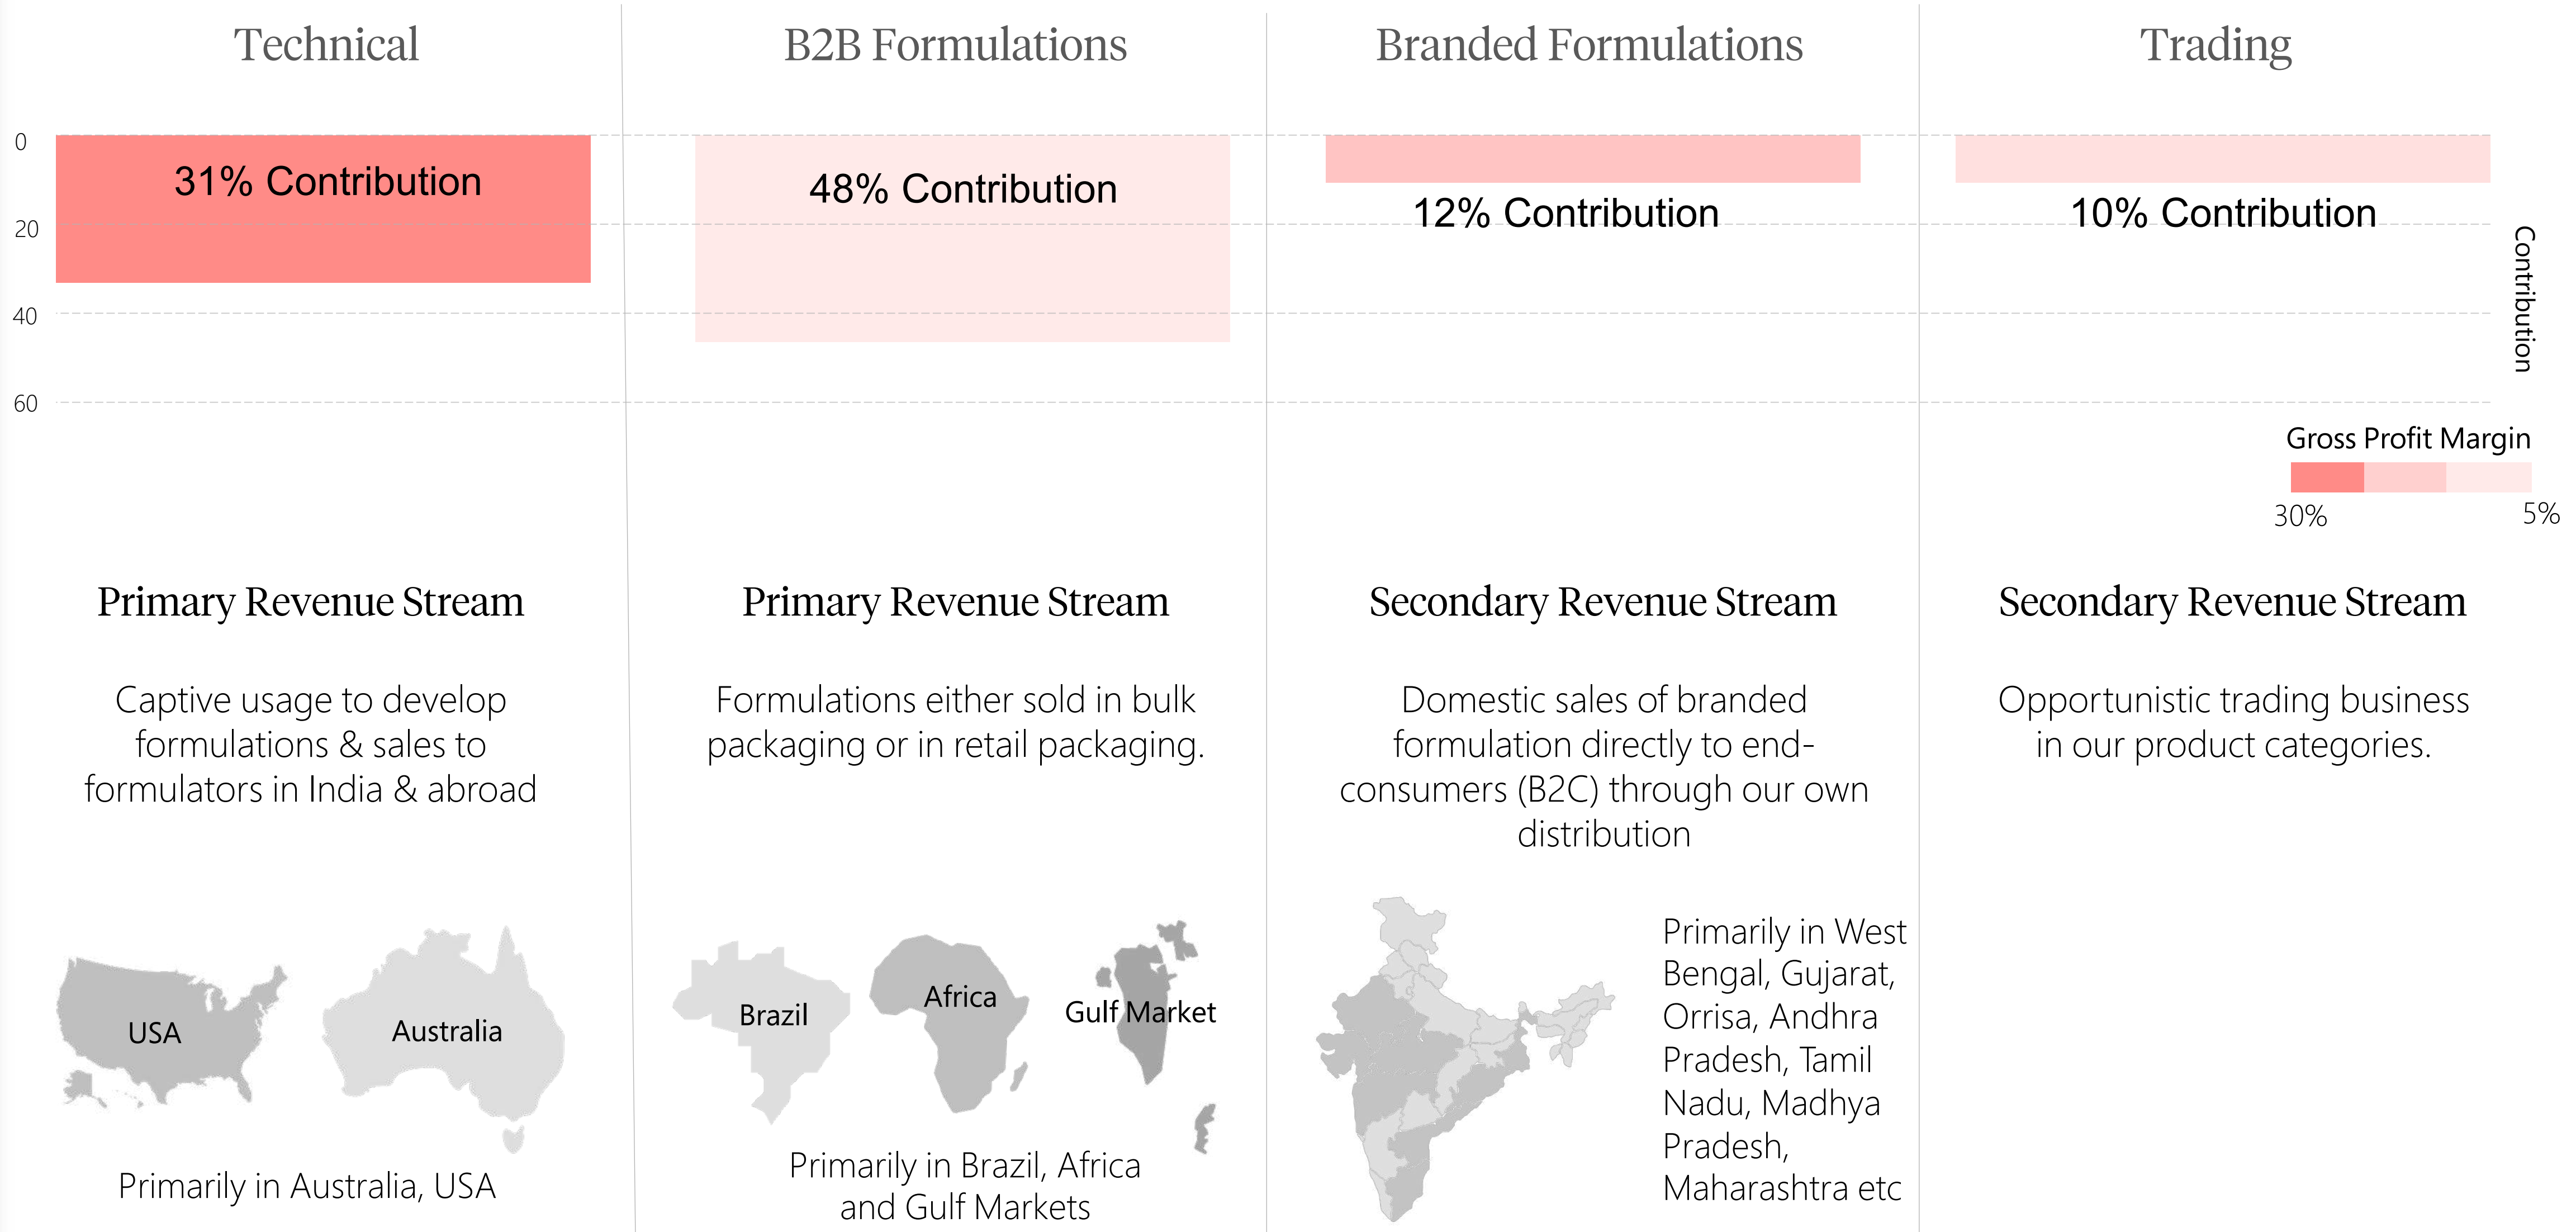 Technical
B2B Formulations
Branded Formulations
Trading
0
20
40
60
31% Contribution
48% Contribution
12% Contribution
10% Contribution
Contribution
Gross Profit Margin
30%
5%
Primary Revenue Stream
Captive usage to develop
formulations & sales to
formulators in India & abroad
USA
Australia
Primarily in Australia, USA
Primary Revenue Stream
Formulations either sold in bulk
packaging or in retail packaging.
Brazil
Africa
Gulf Market
Primarily in Brazil, Africa
and Gulf Markets
Secondary Revenue Stream
Domestic sales of branded
formulation directly to end-
consumers (B2C) through our own
distribution
Primarily in West
Bengal, Gujarat,
Orrisa, Andhra
Pradesh, Tamil
Nadu, Madhya
Pradesh,
Maharashtra etc
Secondary Revenue Stream
Opportunistic trading business
in our product categories.